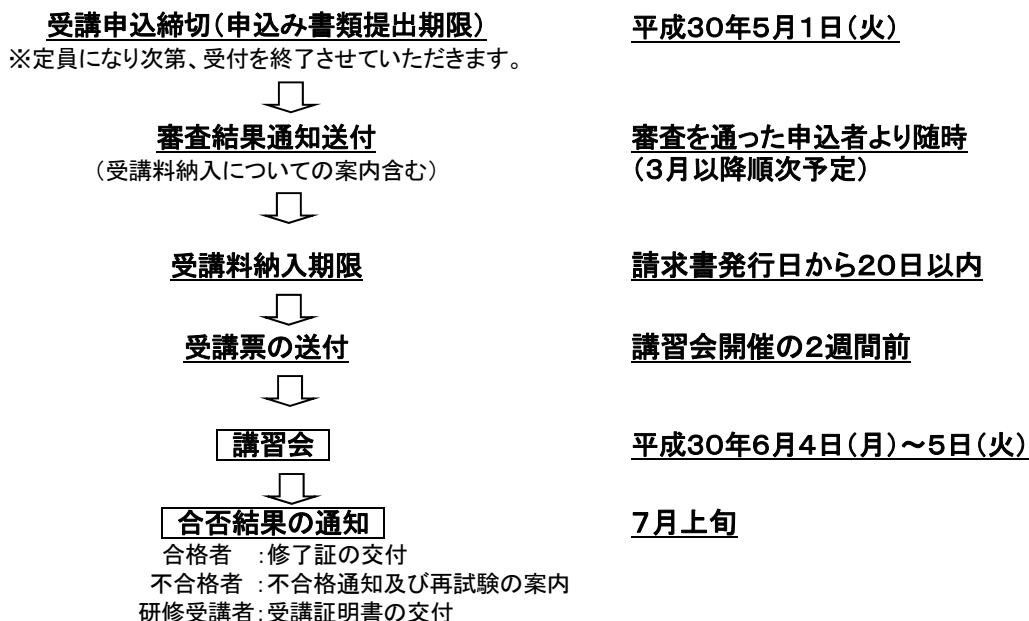 受講申込締切(申込み書類提出期限) 平成30年5月1日(火)
※定員になり次第、受付を終了させていただきます。
審査結果通知送付 審査を通った申込者より随時
(受講料納入についての案内含む) (3月以降順次予定)
受講料納入期限 請求書発行日から20日以内
受講票の送付 講習会開催の2週間前
講習会 平成30年6月4日(月)~5日(火)
合否結果の通知 7月上旬
合格者 :修了証の交付
不合格者 :不合格通知及び再試験の案内
研修受講者:受講証明書の交付